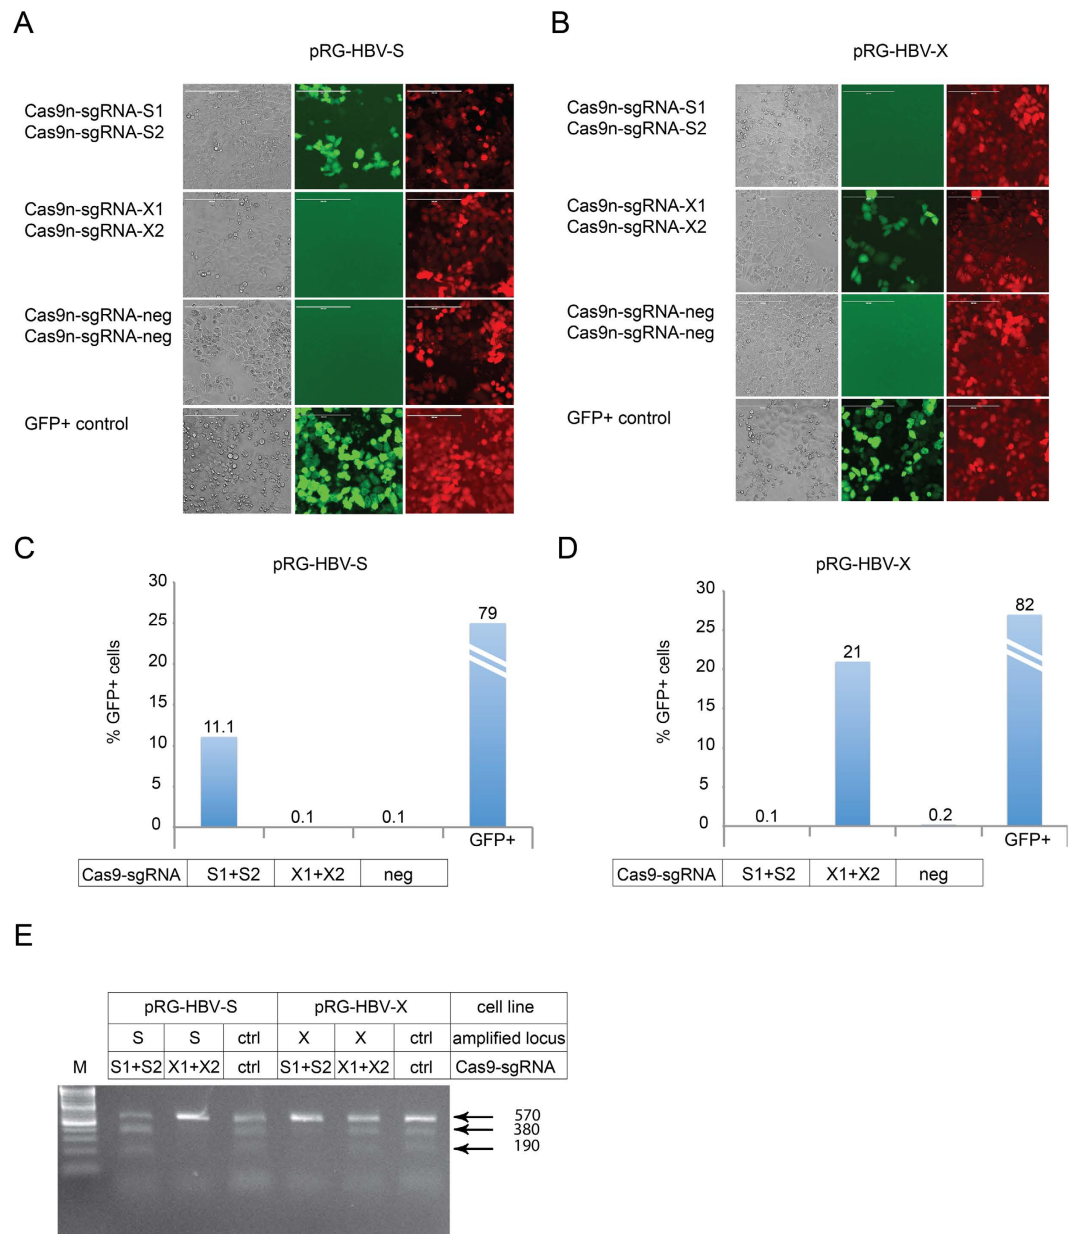 A
pRG-HBV-S
Cas9n-sgRNA-S1
Cas9n-sgRNA-S2
Cas9n-sgRNA-X1
Cas9n-sgRNA-X2
Cas9n-sgRNA-neg
Cas9n-sgRNA-neg
GFP+ control
B
pRG-HBV-X
Cas9n-sgRNA-S1
Cas9n-sgRNA-S2
Cas9n-sgRNA-X1
Cas9n-sgRNA-X2
Cas9n-sgRNA-neg
Cas9n-sgRNA-neg
GFP+ control
C
pRG-HBV-S
% GFP+ cells
30
25
20
15
10
5
0
11.1
0.1
0.1
79
GFP+
Cas9-sgRNA S1+S2 X1+X2 neg
D
pRG-HBV-X
% GFP+ cells
30
25
20
15
10
5
0
0.1
21
0.2
82
GFP+
Cas9-sgRNA S1+S2 X1+X2 neg
E
pRG-HBV-S pRG-HBV-X cell line
S S ctrl X X ctrl amplified locus
M S1+S2 X1+X2 ctrl S1+S2 X1+X2 ctrl Cas9-sgRNA
570
380
190